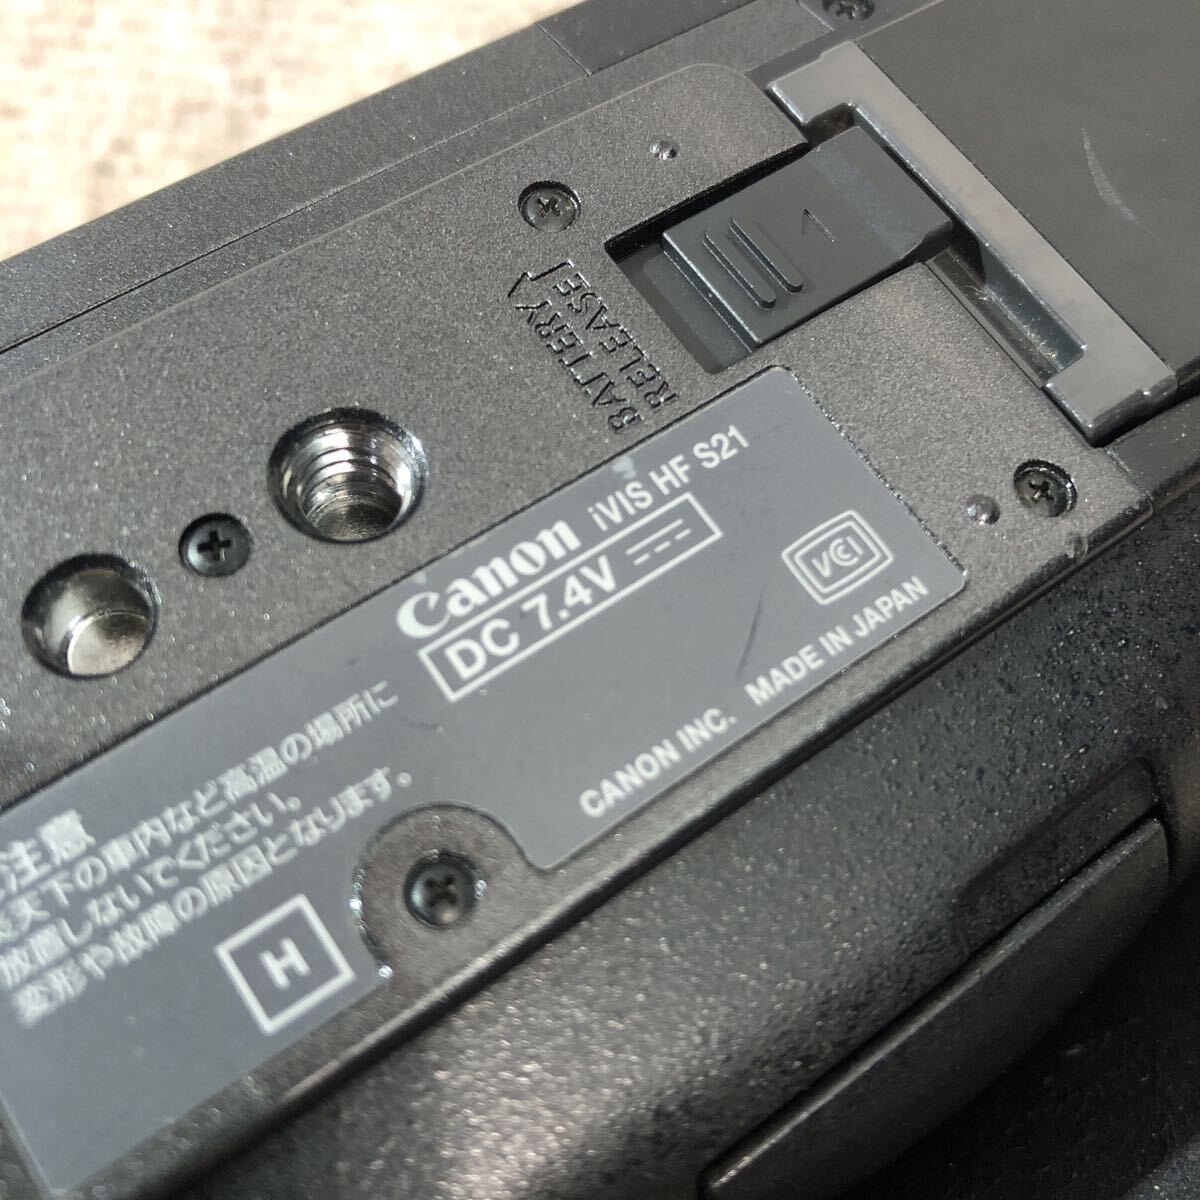 BATTERY
RELEASE
Canon iVIS HF S21
DC 7.4V
VCCI
CANON INC. MADE IN JAPAN
注意
炎天下の車内など高温の場所に
放置しないでください。
変形や故障の原因となります。
H